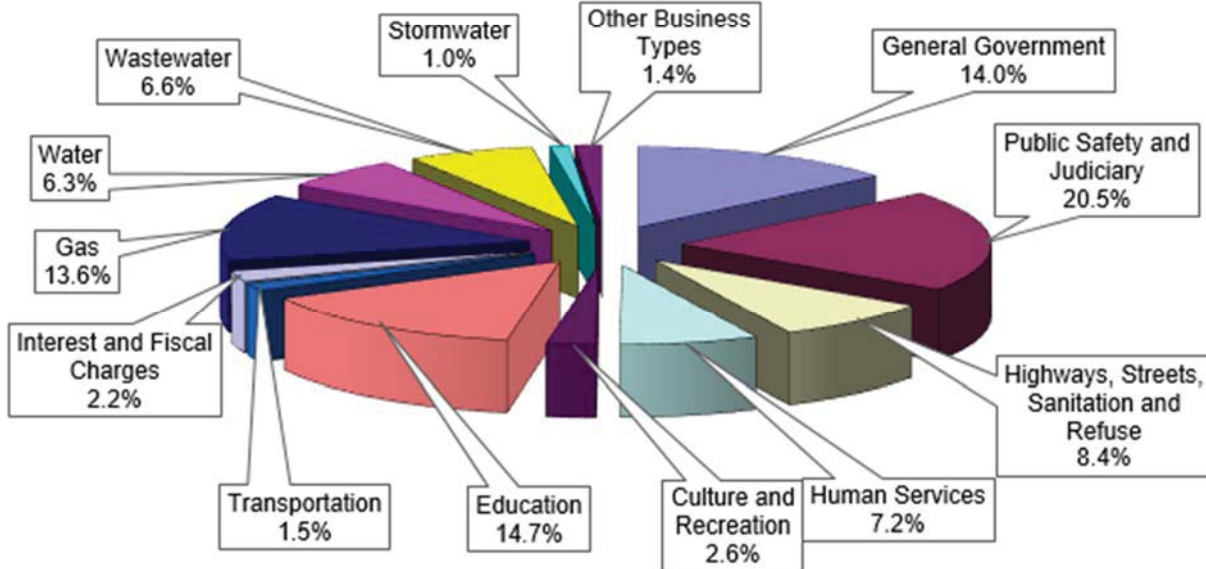 Other Business
Types
1.4%
Stormwater
1.0%
General Government
14.0%
Wastewater
6.6%
Public Safety and
Judiciary
20.5%
Water
6.3%
Gas
13.6%
Interest and Fiscal
Charges
2.2%
Highways, Streets,
Sanitation and
Refuse
8.4%
Transportation
1.5%
Education
14.7%
Culture and
Recreation
2.6%
Human Services
7.2%